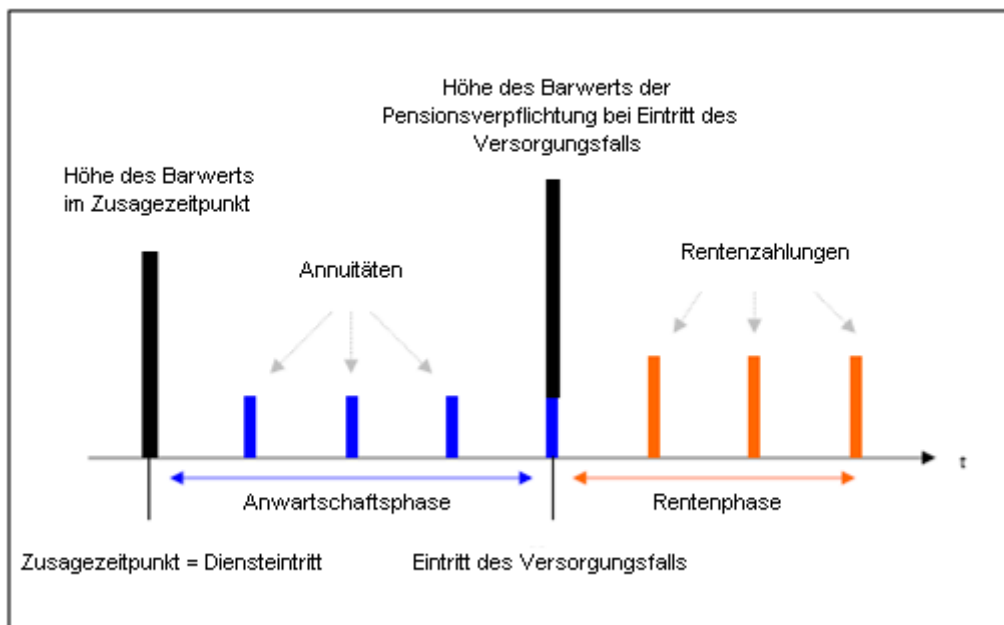 Höhe des Barwerts der
Pensionsverpflichtung bei Eintritt des
Versorgungsfalls
Höhe des Barwerts
im Zusagezeitpunkt
Annuitäten
Rentenzahlungen
t
Anwartschaftsphase
Rentenphase
Zusagezeitpunkt = Diensteintritt
Eintritt des Versorgungsfalls